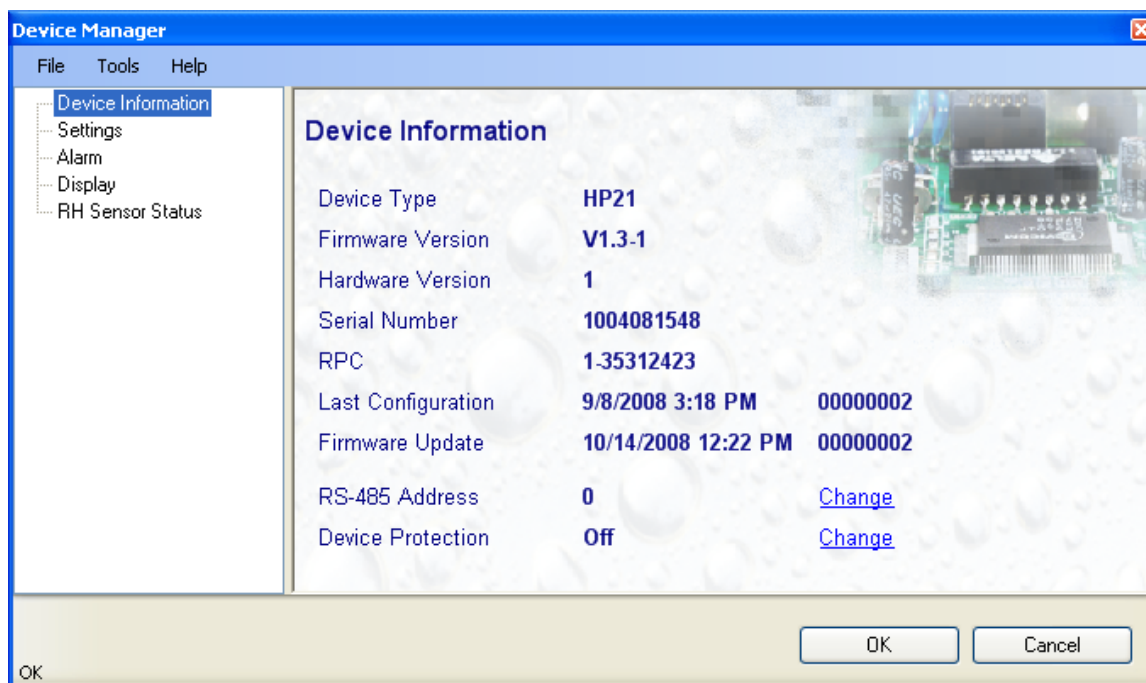 Device Manager
File Tools Help
Device Information
Settings
Alarm
Display
RH Sensor Status
Device Information
Device Type HP21
Firmware Version V1.3-1
Hardware Version 1
Serial Number 1004081548
RPC 1-35312423
Last Configuration 9/8/2008 3:18 PM 00000002
Firmware Update 10/14/2008 12:22 PM 00000002
RS-485 Address 0 Change
Device Protection Off Change
OK Cancel
OK